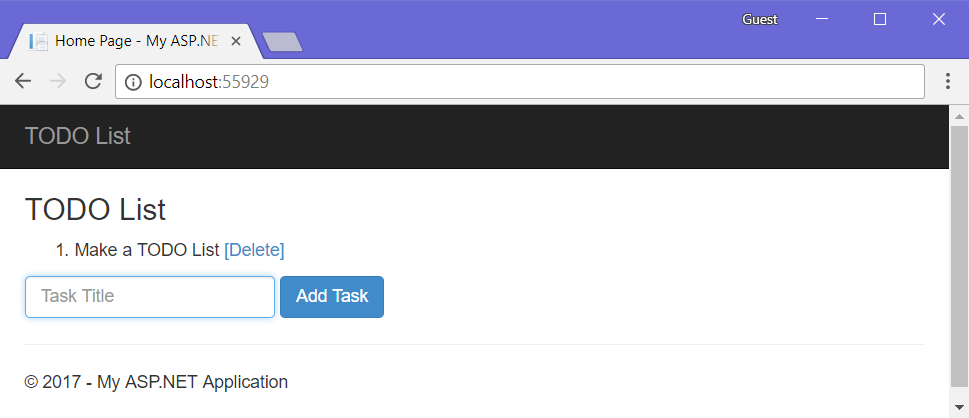 Guest
Home Page - My ASP.NE
localhost:55929
TODO List
TODO List
1. Make a TODO List [Delete]
Task Title Add Task
© 2017 - My ASP.NET Application